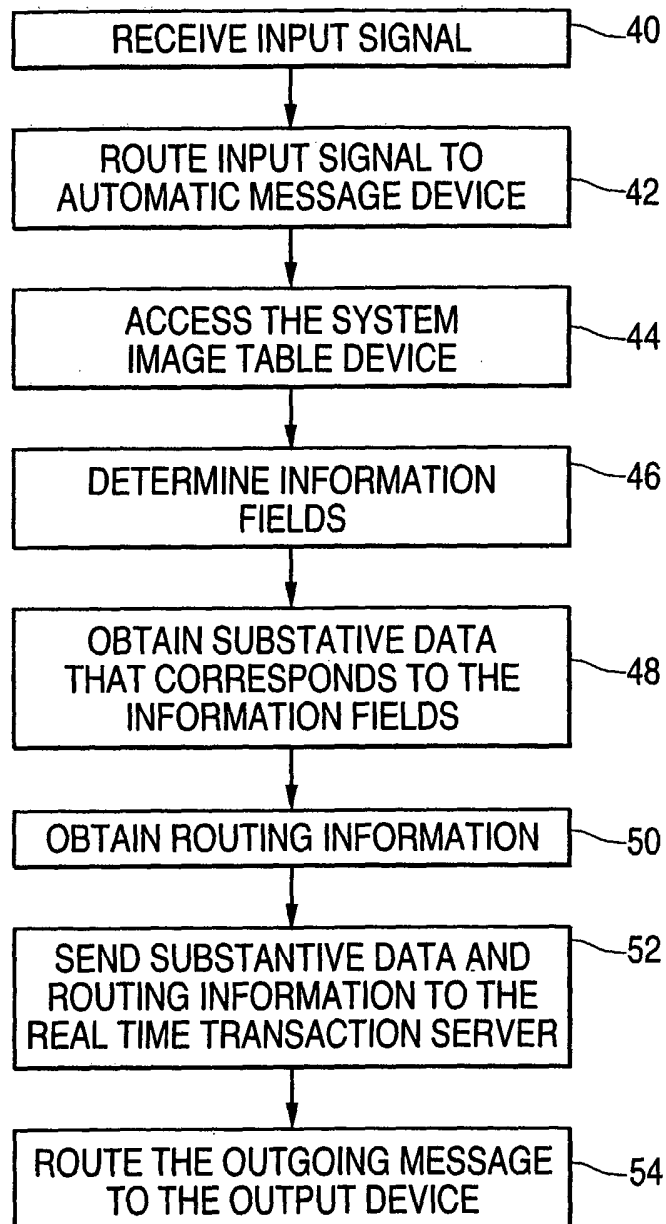 RECEIVE INPUT SIGNAL
40
ROUTE INPUT SIGNAL TO
AUTOMATIC MESSAGE DEVICE
42
ACCESS THE SYSTEM
IMAGE TABLE DEVICE
44
DETERMINE INFORMATION
FIELDS
46
OBTAIN SUBSTATIVE DATA
THAT CORRESPONDS TO THE
INFORMATION FIELDS
48
OBTAIN ROUTING INFORMATION
50
SEND SUBSTANTIVE DATA AND
ROUTING INFORMATION TO THE
REAL TIME TRANSACTION SERVER
52
ROUTE THE OUTGOING MESSAGE
TO THE OUTPUT DEVICE
54